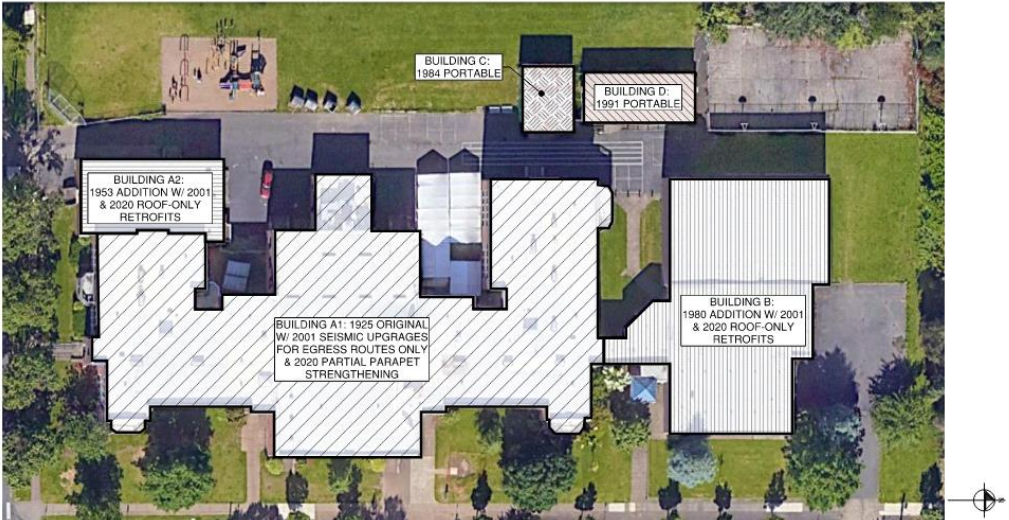 BUILDING C:
1984 PORTABLE
BUILDING D:
1991 PORTABLE
BUILDING A2:
1953 ADDITION W/ 2001
& 2020 ROOF-ONLY
RETROFITS
BUILDING A1: 1925 ORIGINAL
W/ 2001 SEISMIC UPGRAGES
FOR EGRESS ROUTES ONLY
& 2020 PARTIAL PARAPET
STRENGTHENING
BUILDING B:
1980 ADDITION W/ 2001
& 2020 ROOF-ONLY
RETROFITS